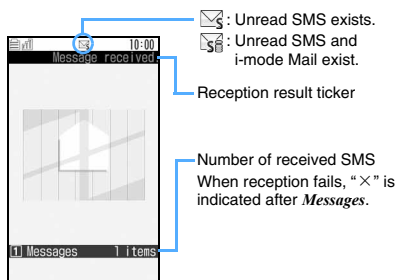 : Unread SMS exists.
: Unread SMS and
i-mode Mail exist.
10:00
Message received
Reception result ticker
Number of received SMS
When reception fails, “×” is
indicated after Messages.
1 Messages 1 items